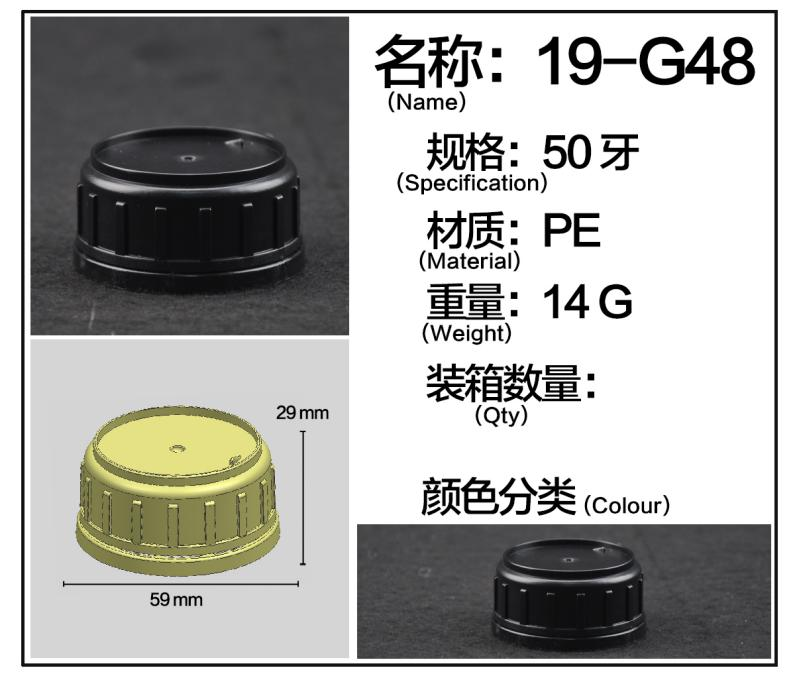 名称：19-G48
（Name）
规格：50 牙
（Specification）
材质：PE
（Material）
重量：14 G
（Weight）
装箱数量：
（Qty）
29 mm
59 mm
颜色分类（Colour）